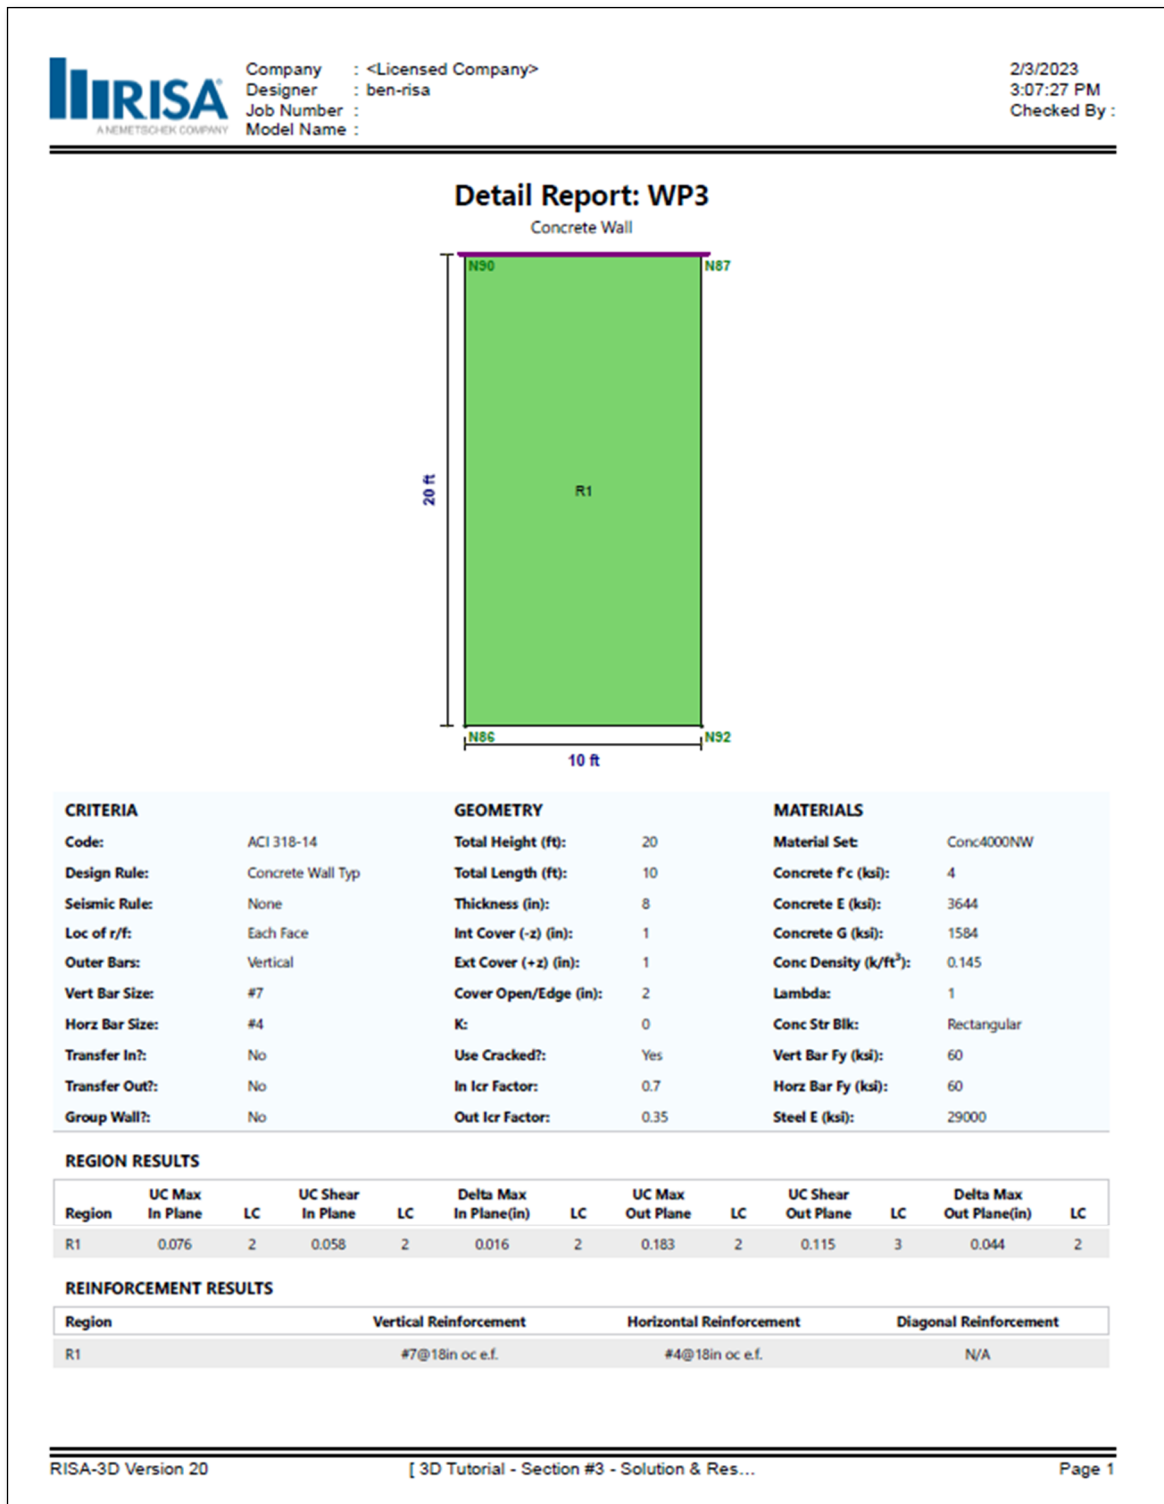 RISA
A NEMETSCHEK COMPANY
Company : <Licensed Company>
Designer : ben-risa
Job Number :
Model Name :
2/3/2023
3:07:27 PM
Checked By :
Detail Report: WP3
Concrete Wall
N90 N87
20 ft
R1
N86 N92
10 ft
CRITERIA GEOMETRY MATERIALS
Code: ACI 318-14 Total Height (ft): 20 Material Set: Conc4000NW
Design Rule: Concrete Wall Typ Total Length (ft): 10 Concrete f'c (ksi): 4
Seismic Rule: None Thickness (in): 8 Concrete E (ksi): 3644
Loc of r/f: Each Face Int Cover (-z) (in): 1 Concrete G (ksi): 1584
Outer Bars: Vertical Ext Cover (+z) (in): 1 Conc Density (k/ft³): 0.145
Vert Bar Size: #7 Cover Open/Edge (in): 2 Lambda: 1
Horz Bar Size: #4 K: 0 Conc Str Blk: Rectangular
Transfer In?: No Use Cracked?: Yes Vert Bar Fy (ksi): 60
Transfer Out?: No In Icr Factor: 0.7 Horz Bar Fy (ksi): 60
Group Wall?: No Out Icr Factor: 0.35 Steel E (ksi): 29000
REGION RESULTS
UC Max UC Shear Delta Max UC Max UC Shear Delta Max
Region In Plane LC In Plane LC In Plane(in) LC Out Plane LC Out Plane LC Out Plane(in) LC
R1 0.076 2 0.058 2 0.016 2 0.183 2 0.115 3 0.044 2
REINFORCEMENT RESULTS
Region Vertical Reinforcement Horizontal Reinforcement Diagonal Reinforcement
R1 #7@18in oc e.f. #4@18in oc e.f. N/A
RISA-3D Version 20 [ 3D Tutorial - Section #3 - Solution & Res... Page 1